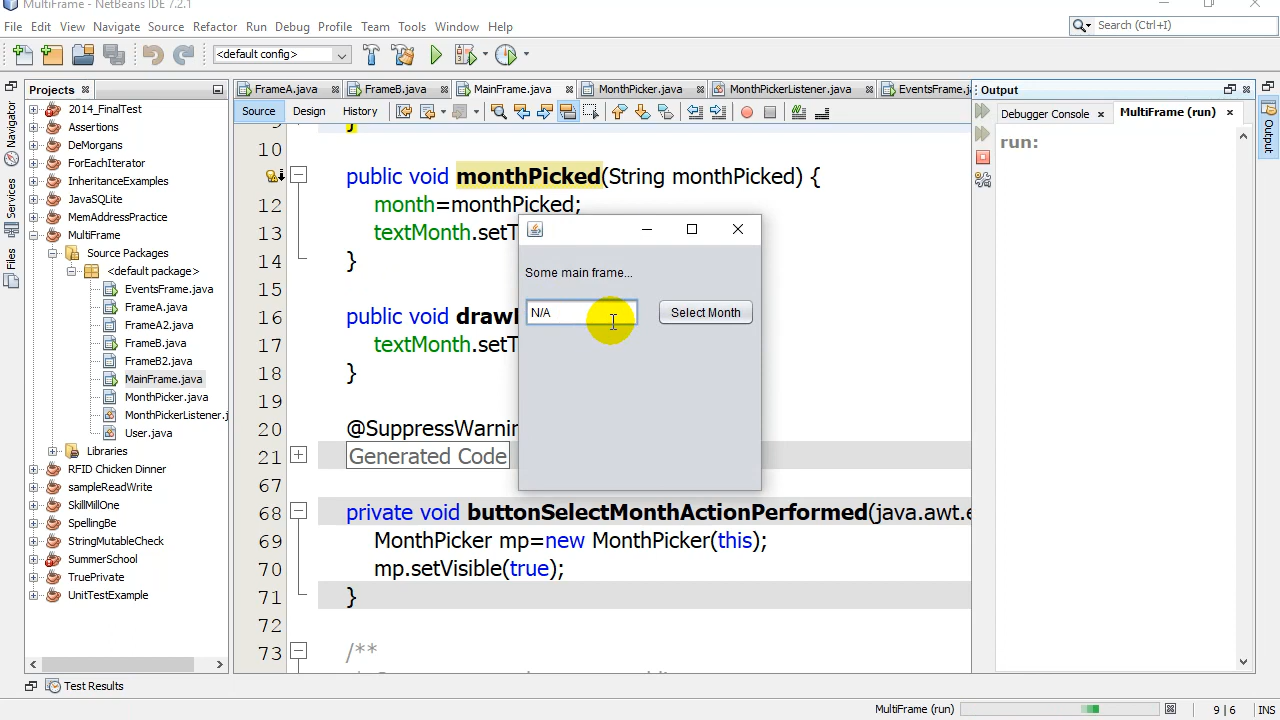 MultiFrame - NetBeans IDE 7.2.1
File Edit View Navigate Source Refactor Run Debug Profile Team Tools Window Help
Search (Ctrl+I)
<default config>
Projects
FrameA.java
FrameB.java
MainFrame.java
MonthPicker.java
MonthPickerListener.java
EventsFrame.j
Output
Source
Design
History
Debugger Console
MultiFrame (run)
Navigator
Services
Files
Output
2014_FinalTest
Assertions
DeMorgans
ForEachIterator
InheritanceExamples
JavaSQLite
MemAddressPractice
MultiFrame
Source Packages
<default package>
EventsFrame.java
FrameA.java
FrameA2.java
FrameB.java
FrameB2.java
MainFrame.java
MonthPicker.java
MonthPickerListener.j
User.java
Libraries
RFID Chicken Dinner
sampleReadWrite
SkillMillOne
SpellingBe
StringMutableCheck
SummerSchool
TruePrivate
UnitTestExample
10
public void monthPicked(String monthPicked) {
12 month=monthPicked;
13 textMonth.setT
14 }
15
16 public void drawl
17 textMonth.setT
18 }
19
20 @SuppressWarnin
21 Generated Code
67
68 private void buttonSelectMonthActionPerformed(java.awt.e
69 MonthPicker mp=new MonthPicker(this);
70 mp.setVisible(true);
71 }
72
73 /**
Some main frame...
N/A
Select Month
run:
Test Results
MultiFrame (run)
9 | 6
INS